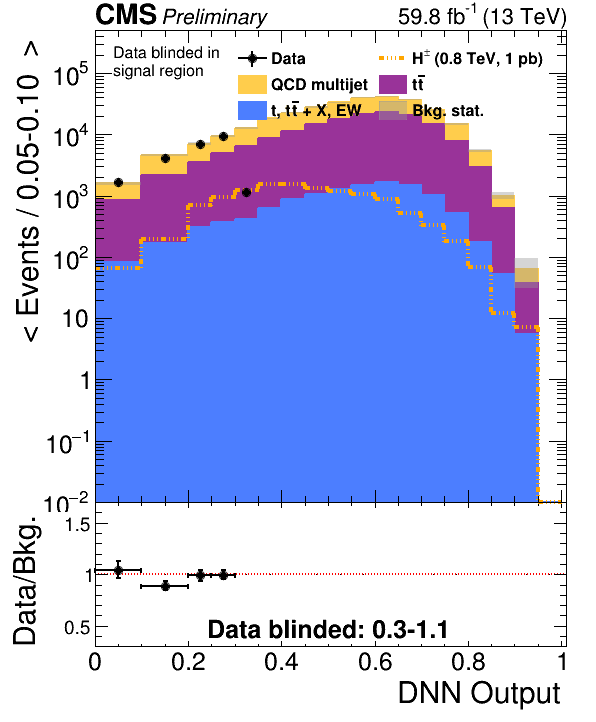 CMS Preliminary 59.8 fb⁻¹ (13 TeV)
Data blinded in
signal region
Data
H± (0.8 TeV, 1 pb)
QCD multijet
tt̄
t, tt̄ + X, EW
Bkg. stat.
< Events / 0.05-0.10 >
10⁵
10⁴
10³
10²
10
1
10⁻¹
10⁻²
Data/Bkg.
1.5
1
0.5
Data blinded: 0.3-1.1
0 0.2 0.4 0.6 0.8 1
DNN Output